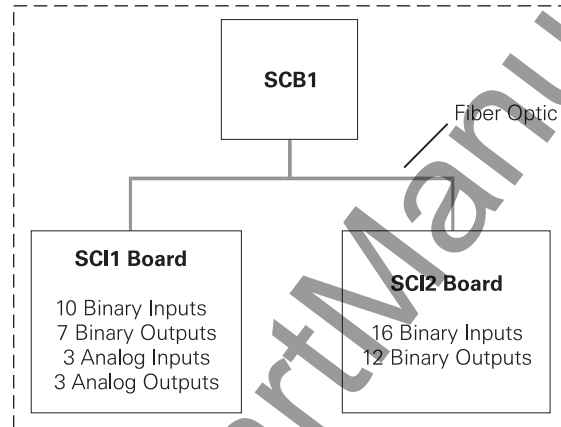 SCB1
Fiber Optic
SCI1 Board
10 Binary Inputs
7 Binary Outputs
3 Analog Inputs
3 Analog Outputs
SCI2 Board
16 Binary Inputs
12 Binary Outputs